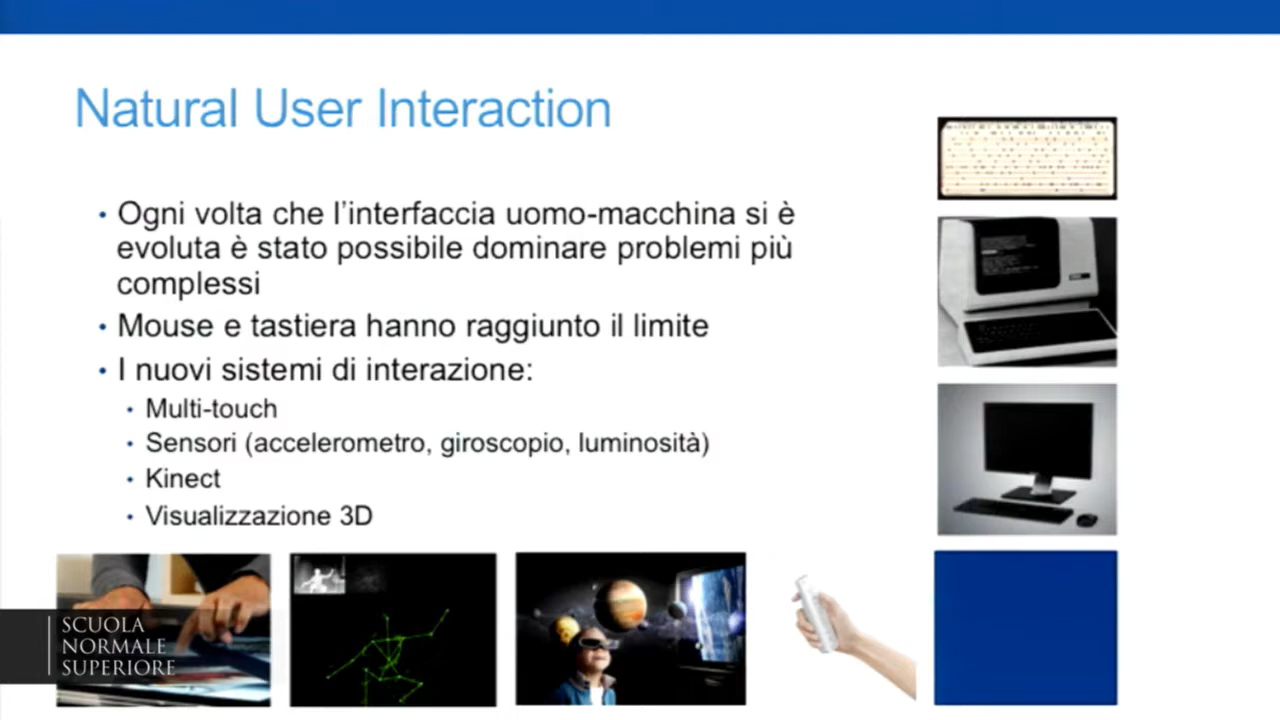 Natural User Interaction
• Ogni volta che l’interfaccia uomo-macchina si è
evoluta è stato possibile dominare problemi più
complessi
• Mouse e tastiera hanno raggiunto il limite
• I nuovi sistemi di interazione:
• Multi-touch
• Sensori (accelerometro, giroscopio, luminosità)
• Kinect
• Visualizzazione 3D
SCUOLA
NORMALE
SUPERIORE